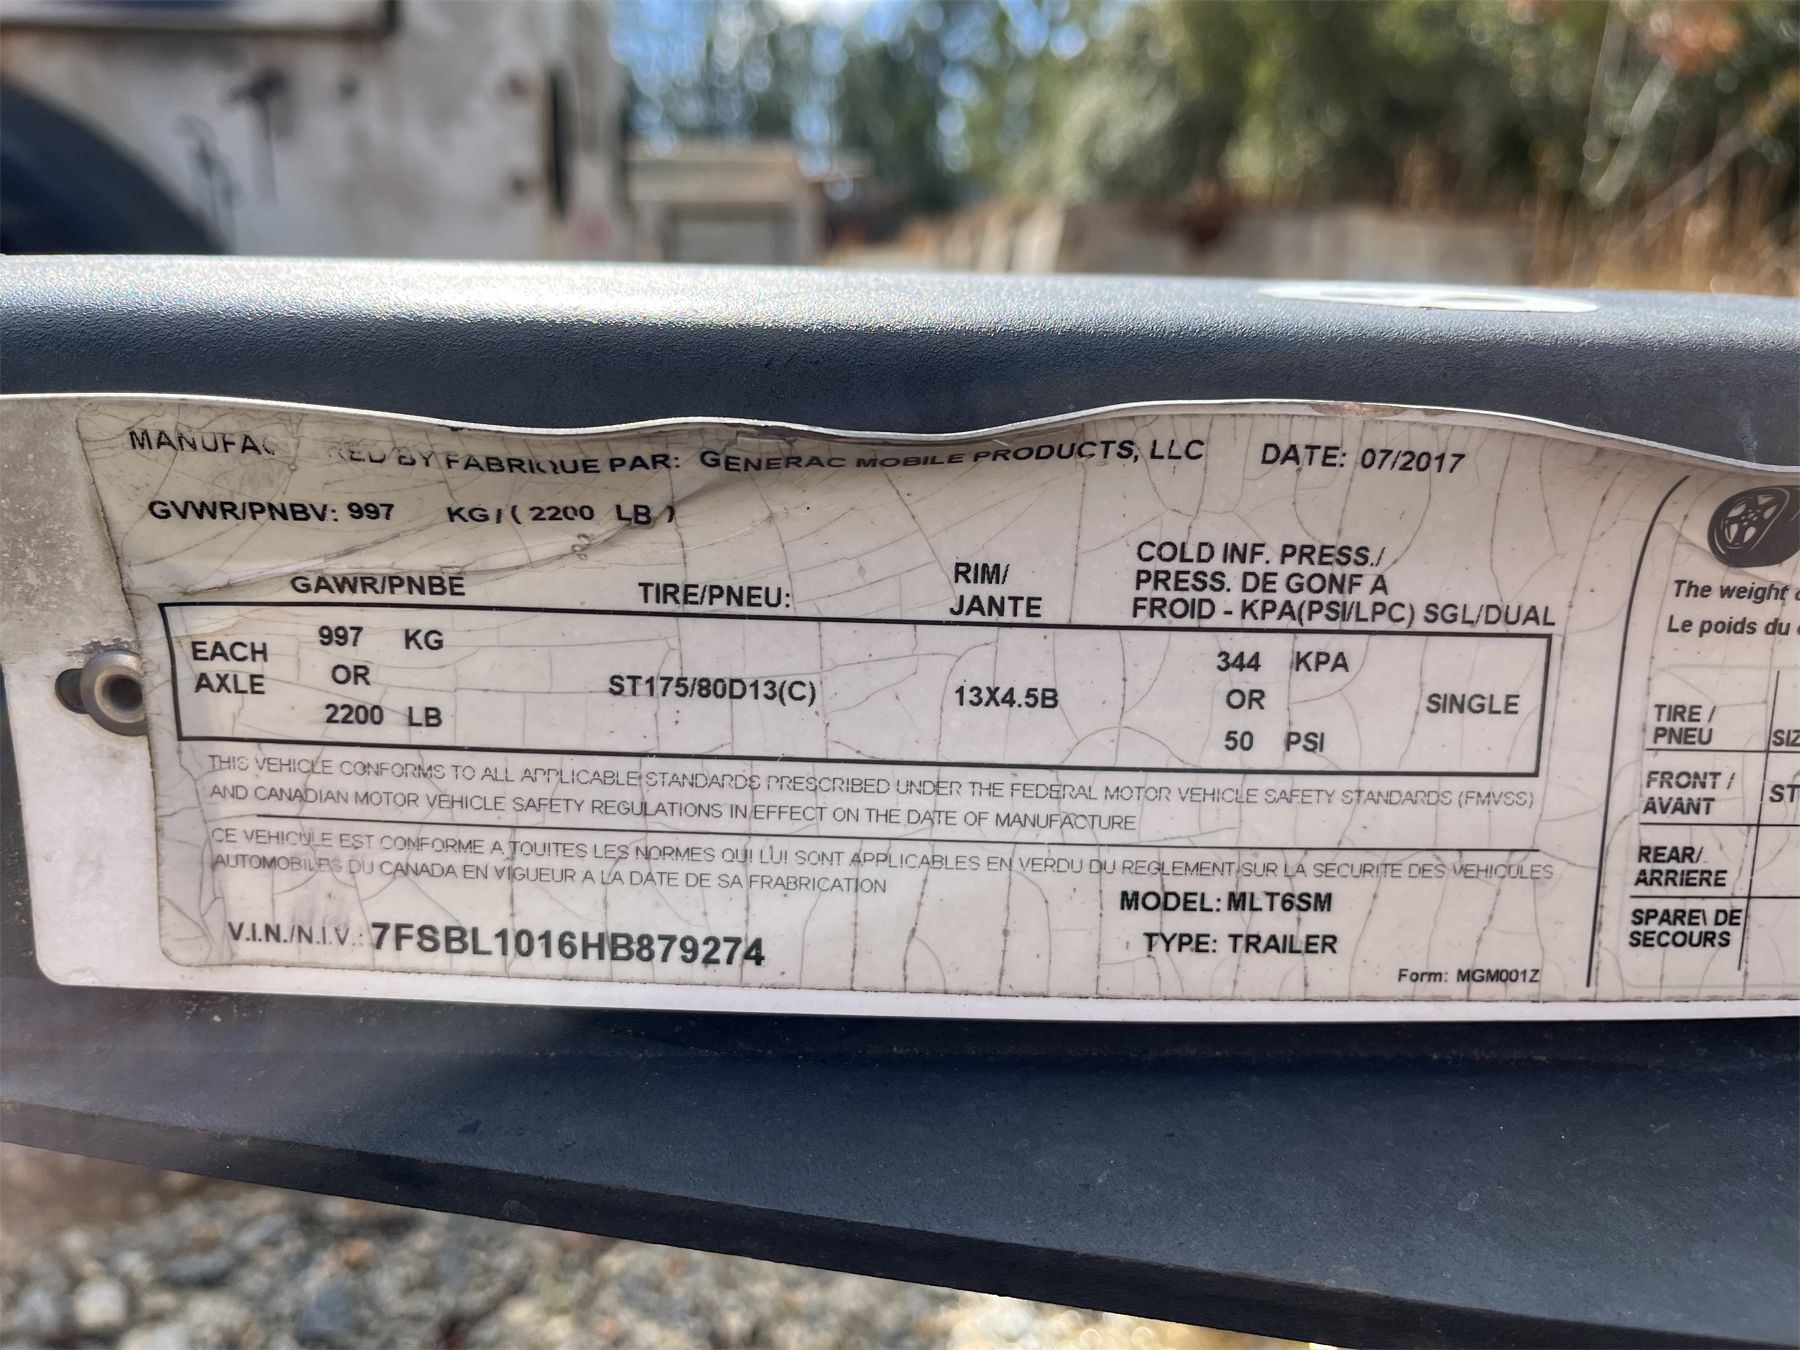 MANUFAC RED BY FABRIQUE PAR: GENERAC MOBILE PRODUCTS, LLC DATE: 07/2017
GVWR/PNBV: 997 KG / ( 2200 LB )
GAWR/PNBE TIRE/PNEU: RIM/ JANTE COLD INF. PRESS./
PRESS. DE GONF A
FROID - KPA(PSI/LPC) SGL/DUAL
EACH AXLE 997 KG OR 2200 LB ST175/80D13(C) 13X4.5B 344 KPA OR 50 PSI SINGLE
THIS VEHICLE CONFORMS TO ALL APPLICABLE STANDARDS PRESCRIBED UNDER THE FEDERAL MOTOR VEHICLE SAFETY STANDARDS (FMVSS)
AND CANADIAN MOTOR VEHICLE SAFETY REGULATIONS IN EFFECT ON THE DATE OF MANUFACTURE
CE VEHICULE EST CONFORME A TOUITES LES NORMES QUI LUI SONT APPLICABLES EN VERDU DU REGLEMENT SUR LA SECURITE DES VEHICULES
AUTOMOBILES DU CANADA EN VIGUEUR A LA DATE DE SA FRABRICATION
MODEL: MLT6SM
V.I.N./N.I.V.: 7FSBL1016HB879274
TYPE: TRAILER
Form: MGM001Z
The weight
Le poids du
TIRE /
PNEU SIZ
FRONT / AVANT ST
REAR/
ARRIERE
SPARE\ DE
SECOURS